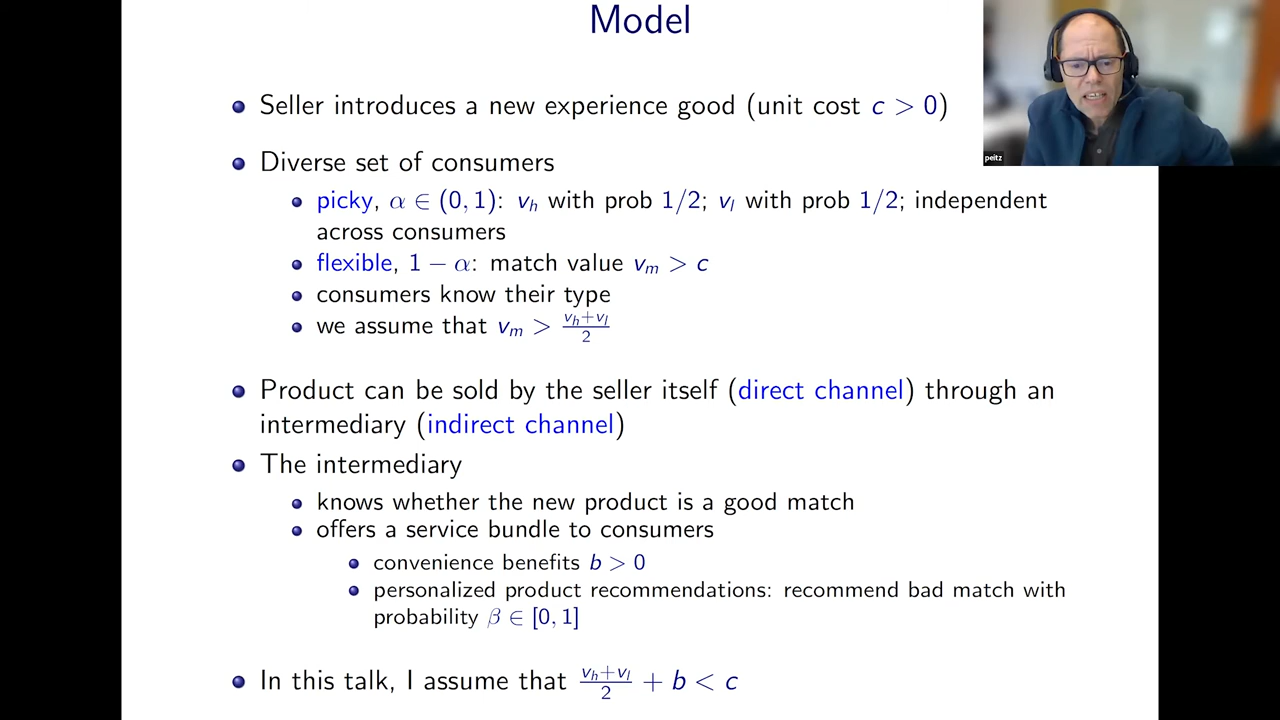 Model
Seller introduces a new experience good (unit cost c > 0)
Diverse set of consumers
picky, α ∈ (0, 1): v_h with prob 1/2; v_l with prob 1/2; independent
across consumers
flexible, 1 − α: match value v_m > c
consumers know their type
we assume that v_m > (v_h+v_l)/2
Product can be sold by the seller itself (direct channel) through an
intermediary (indirect channel)
The intermediary
knows whether the new product is a good match
offers a service bundle to consumers
convenience benefits b > 0
personalized product recommendations: recommend bad match with
probability β ∈ [0, 1]
In this talk, I assume that (v_h+v_l)/2 + b < c
peitz